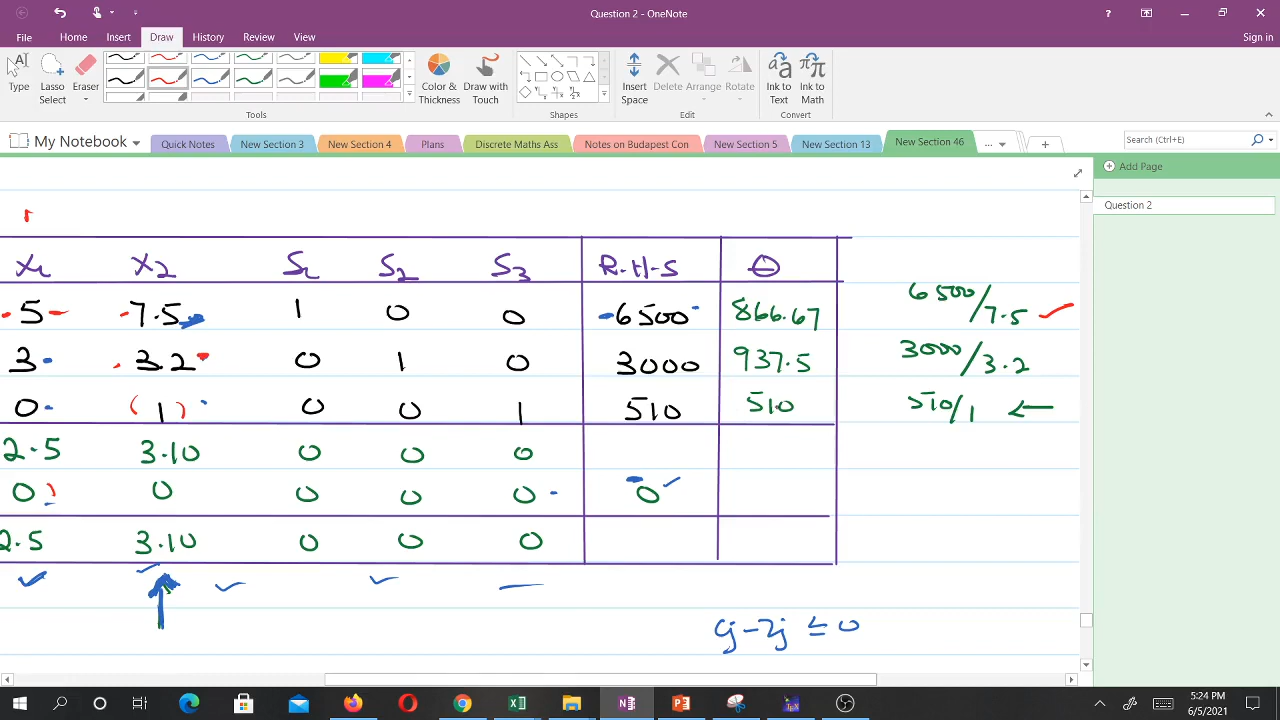 Question 2 - OneNote
Sign in
File Home Insert Draw History Review View
Type Lasso Select Eraser Color & Thickness Draw with Touch Insert Space Delete Arrange Rotate Ink to Text Ink to Math
Tools Shapes Edit Convert
My Notebook Quick Notes New Section 3 New Section 4 Plans Discrete Maths Ass Notes on Budapest Con New Section 5 New Section 13 New Section 46 ... Search (Ctrl+E)
Add Page
Question 2
X1 X2 S1 S2 S3 R.H.S θ
5 7.5 1 0 0 6500 866.67 6500/7.5
3 3.2 0 1 0 3000 937.5 3000/3.2
0 (1) 0 0 1 510 510 510/1 ←
2.5 3.10 0 0 0
0 0 0 0 0 0
2.5 3.10 0 0 0
Cj-Zj ≤ 0
5:24 PM
6/5/2021